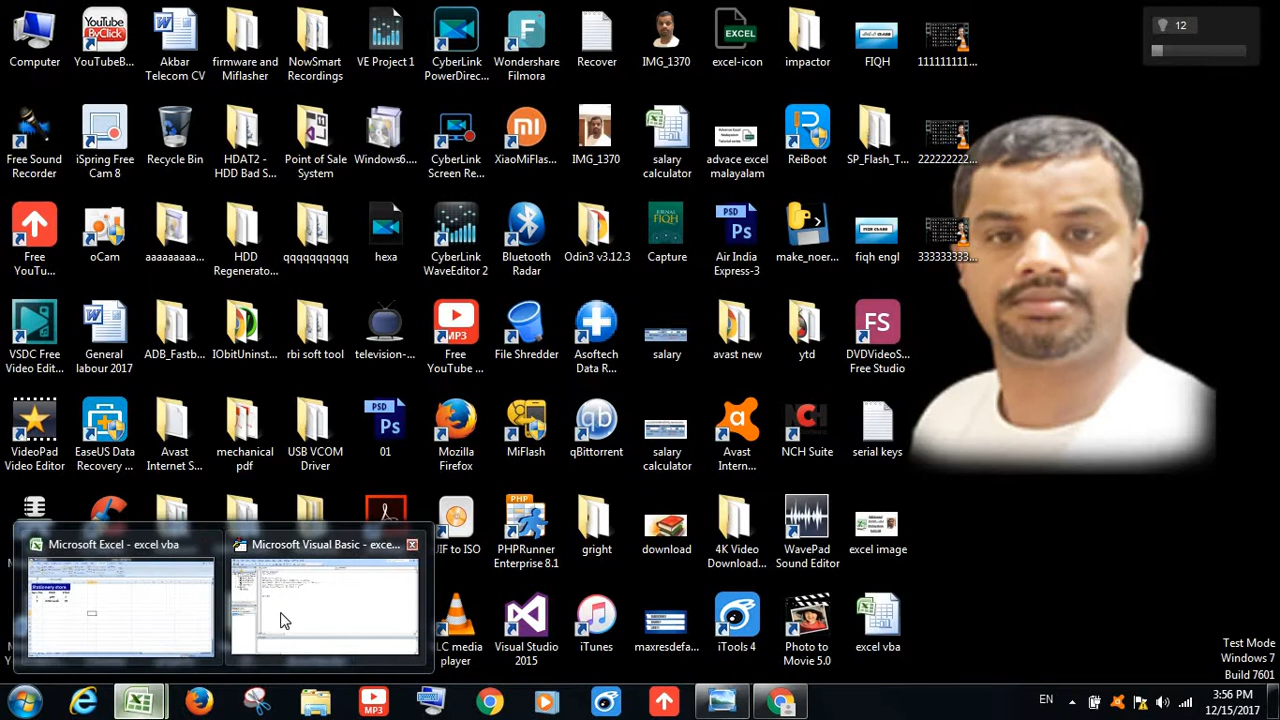 Computer
YouTubeB...
Akbar
Telecom CV
firmware and
Miflasher
NowSmart
Recordings
VE Project 1
CyberLink
PowerDirec...
Wondershare
Filmora
Recover
IMG_1370
excel-icon
impactor
FIQH
111111111...
12
Recorder
iSpring Free
Cam 8
Recycle Bin
HDAT2 -
HDD Bad S...
Point of Sale
System
Windows6....
CyberLink
Screen Re...
XiaoMiFlas...
IMG_1370
salary
calculator
advace excel
malayalam
ReiBoot
SP_Flash_T...
222222222...
Free
YouTu...
oCam
aaaaaaaaa...
HDD
Regenerato...
qqqqqqqqqq
hexa
CyberLink
WaveEditor 2
Bluetooth
Radar
Odin3 v3.12.3
Capture
Air India
Express-3
make_noer...
fiqh engl
333333333...
VSDC Free
Video Edit...
General
labour 2017
ADB_Fastb...
IObitUninst...
rbi soft tool
television-...
Free
YouTube ...
File Shredder
Asoftech
Data R...
salary
avast new
ytd
DVDVideoS...
Free Studio
VideoPad
Video Editor
EaseUS Data
Recovery ...
Avast
Internet S...
mechanical
pdf
USB VCOM
Driver
01
Mozilla
Firefox
MiFlash
qBittorrent
salary
calculator
Avast
Intern...
NCH Suite
serial keys
Microsoft Excel - excel vba
Microsoft Visual Basic - exce...
UIF to ISO
PHPRunner
Enterprise 5.1
gright
download
4K Video
Download...
WavePad
Sound Editor
excel image
LC media
player
Visual Studio
2015
iTunes
maxresdefa...
iTools 4
Photo to
Movie 5.0
excel vba
Test Mode
Windows 7
Build 7601
EN
3:56 PM
12/15/2017